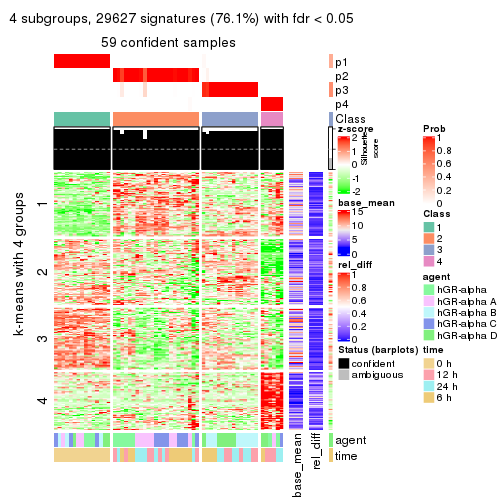 4 subgroups, 29627 signatures (76.1%) with fdr < 0.05
59 confident samples
p1
p2
p3
p4
Class
Silhouette
score
k-means with 4 groups
1
2
3
4
agent
time
base_mean
rel_diff
z-score
2
1
0
-1
-2
base_mean
15
10
5
0
rel_diff
1
0.8
0.6
0.4
0.2
0
Status (barplots)
confident
ambiguous
Prob
1
0.8
0.6
0.4
0.2
0
Class
1
2
3
4
agent
hGR-alpha
hGR-alpha A
hGR-alpha B
hGR-alpha C
hGR-alpha D
time
0 h
12 h
24 h
6 h